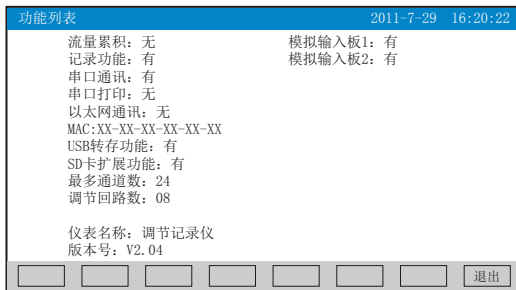 功能列表 2011-7-29 16:20:22
流量累积：无 模拟输入板1：有
记录功能：有 模拟输入板2：有
串口通讯：有
串口打印：无
以太网通讯：无
MAC:XX-XX-XX-XX-XX-XX
USB转存功能：有
SD卡扩展功能：有
最多通道数：24
调节回路数：08
仪表名称：调节记录仪
版本号：V2.04
退出